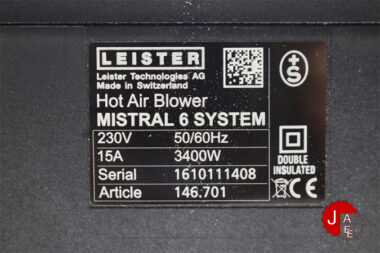 LEISTER
Leister Technologies AG
Made in Switzerland
Hot Air Blower
MISTRAL 6 SYSTEM
230V 50/60Hz
15A 3400W
Serial 1610111408
Article 146.701
+S
DOUBLE
INSULATED
CE
JAEE